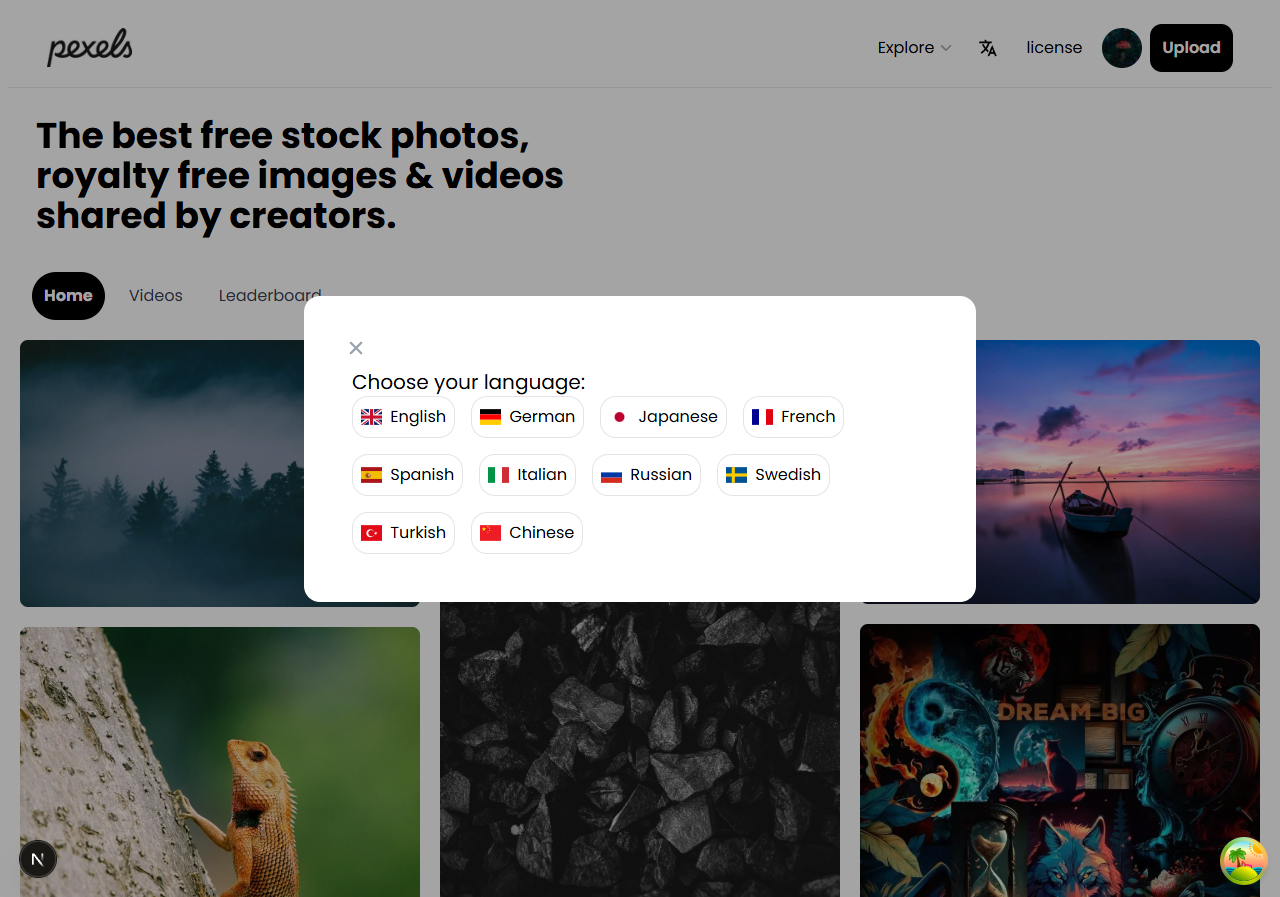 pexels
Explore
license
Upload
The best free stock photos,
royalty free images & videos
shared by creators.
Home
Videos
Leaderboard
Choose your language:
English
German
Japanese
French
Spanish
Italian
Russian
Swedish
Turkish
Chinese
DREAM BIG
N